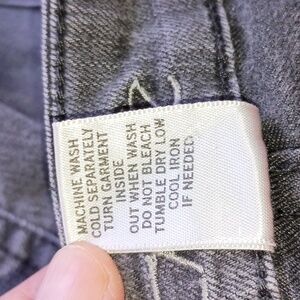 MACHINE WASH
COLD SEPARATELY
TURN GARMENT
INSIDE
OUT WHEN WASH.
DO NOT BLEACH
TUMBLE DRY LOW
COOL IRON
IF NEEDED.